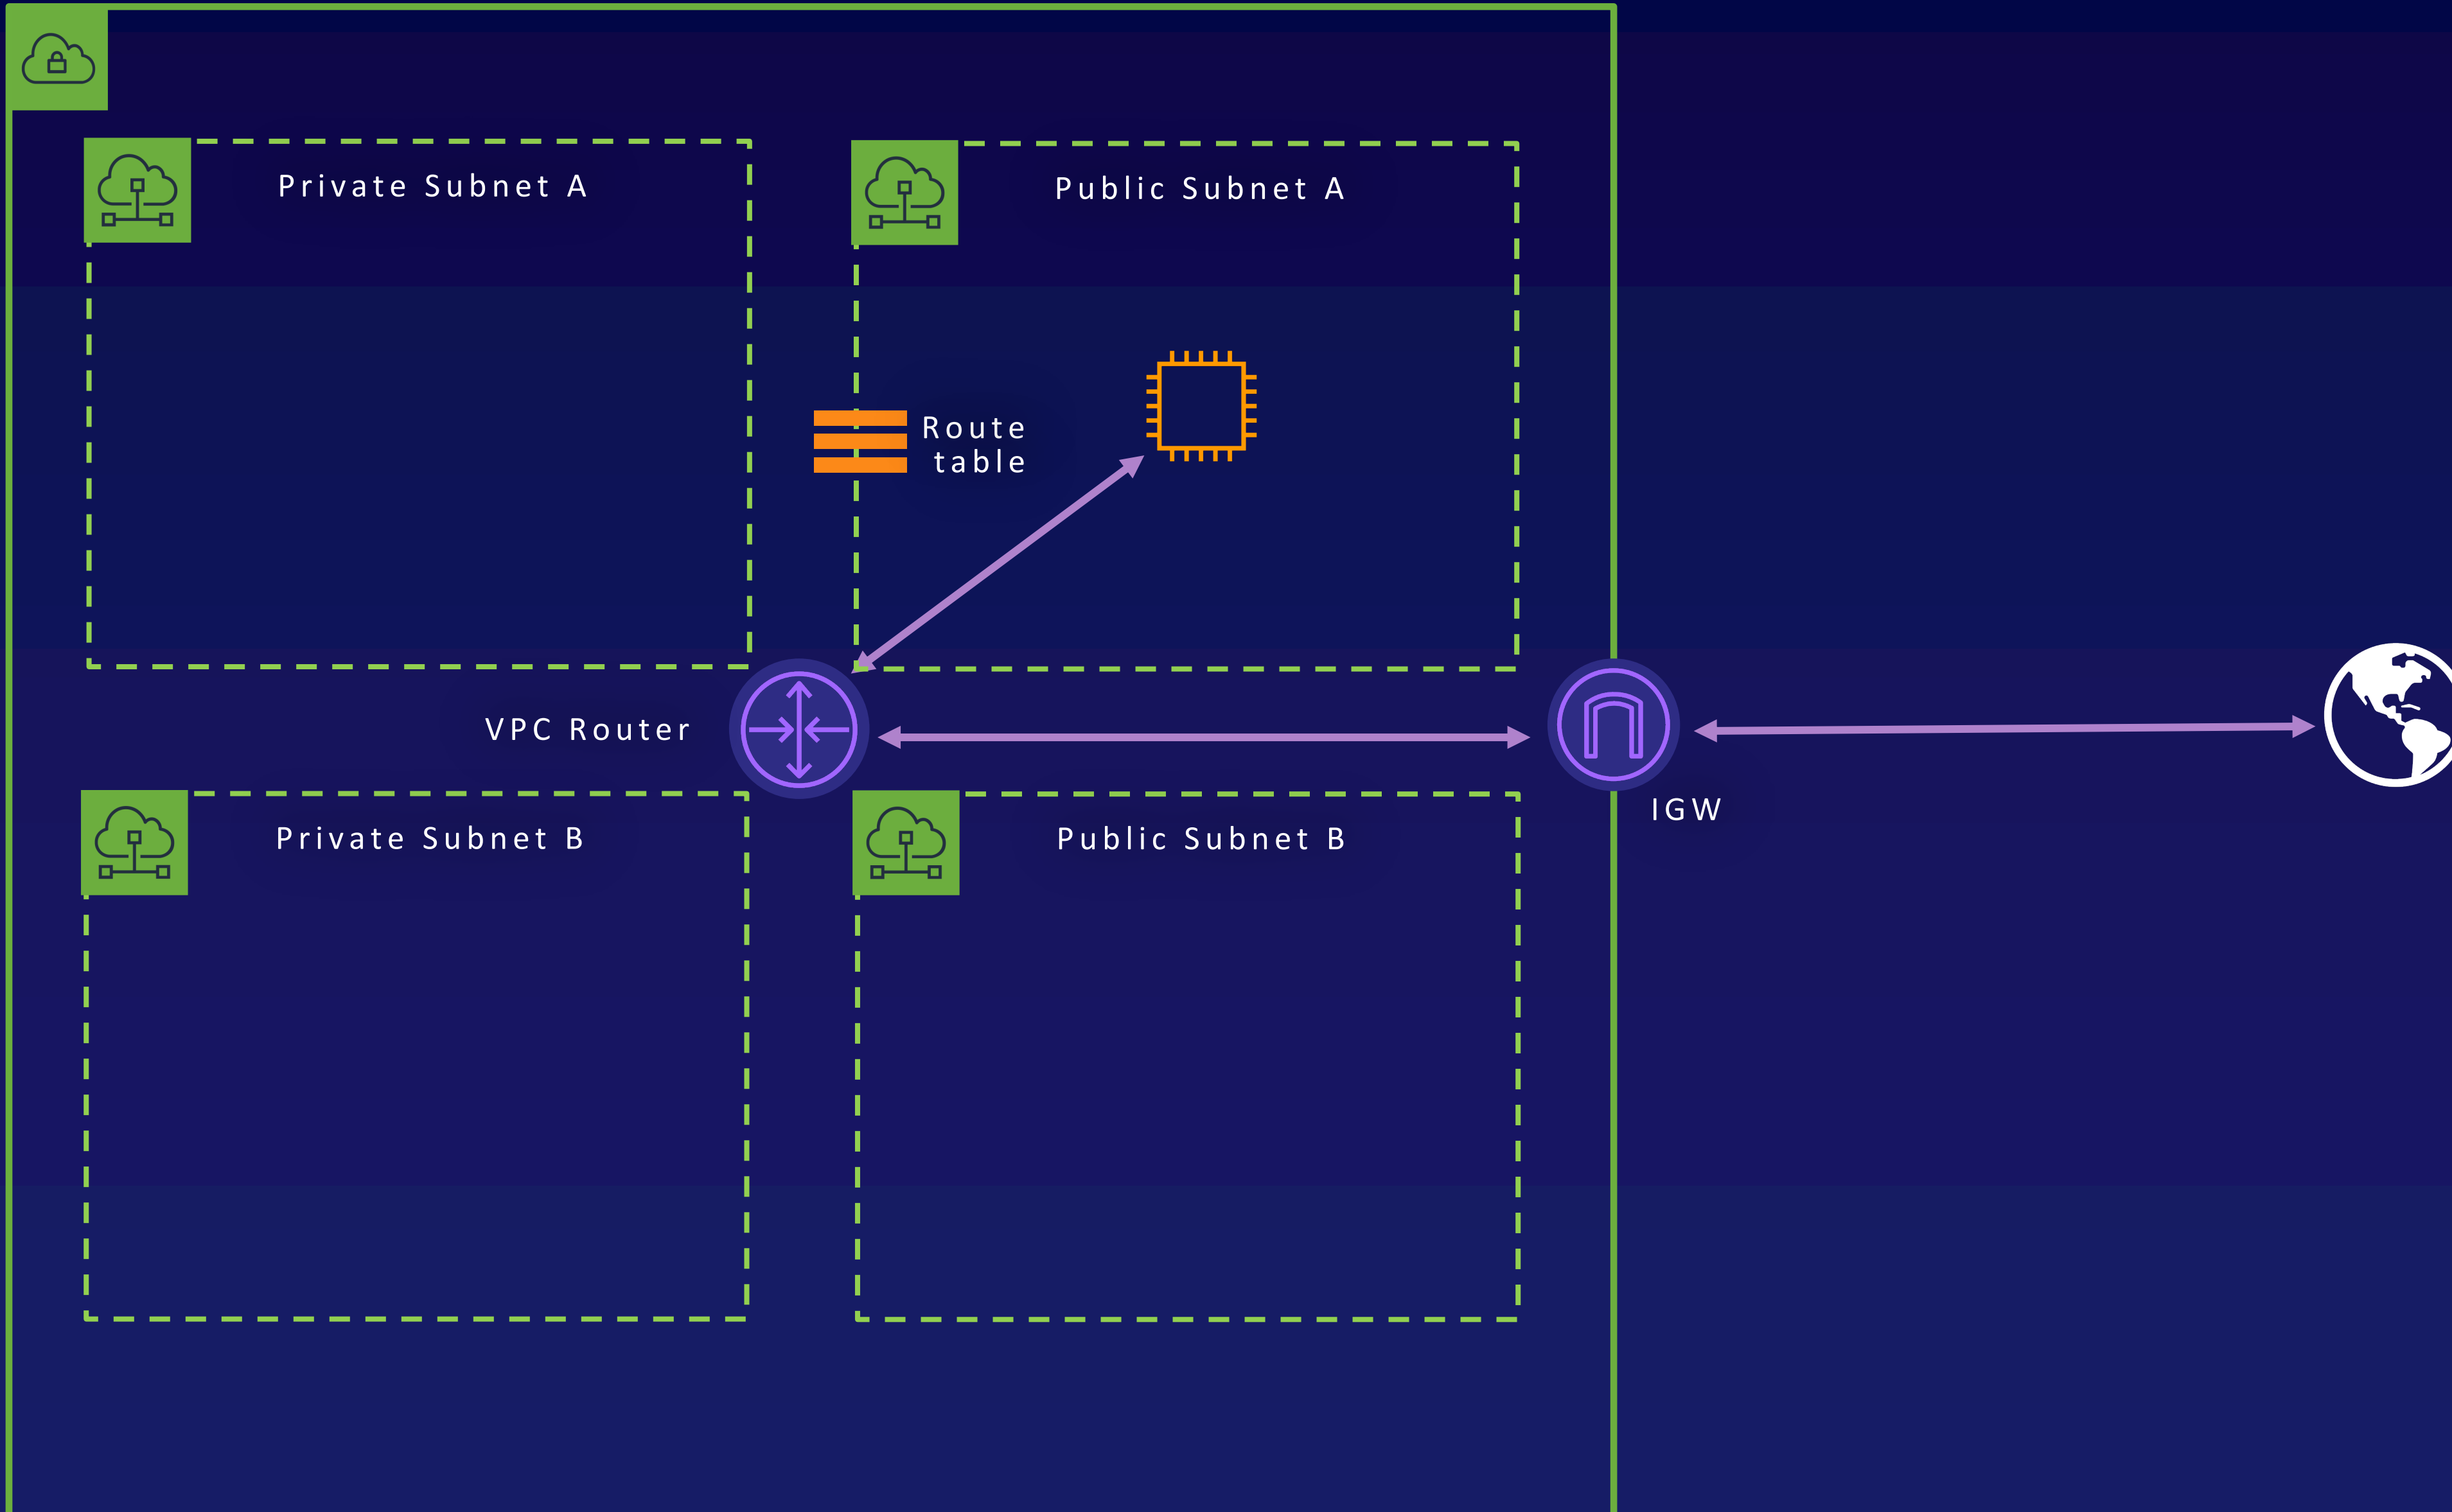 Private Subnet A
Public Subnet A
Route
table
VPC Router
IGW
Private Subnet B
Public Subnet B